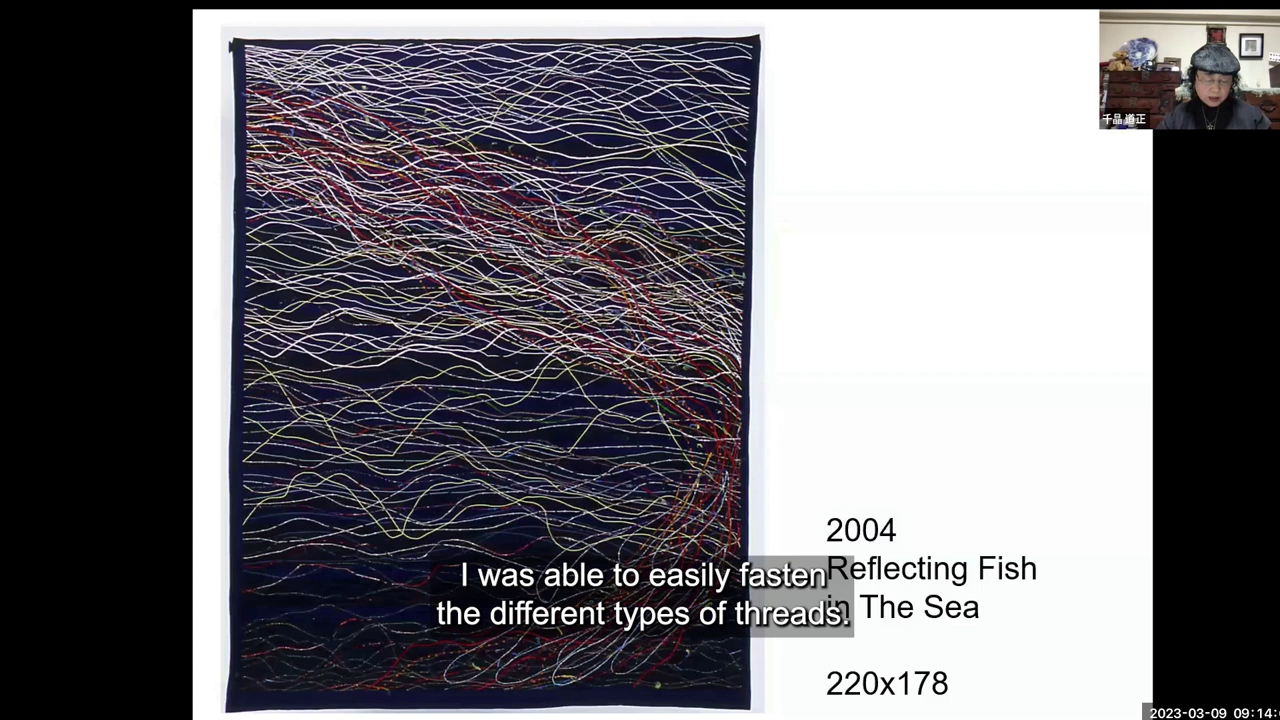 千晶 道正
2004
Reflecting Fish
in The Sea
220x178
I was able to easily fasten
the different types of threads.
2023-03-09 09:14: